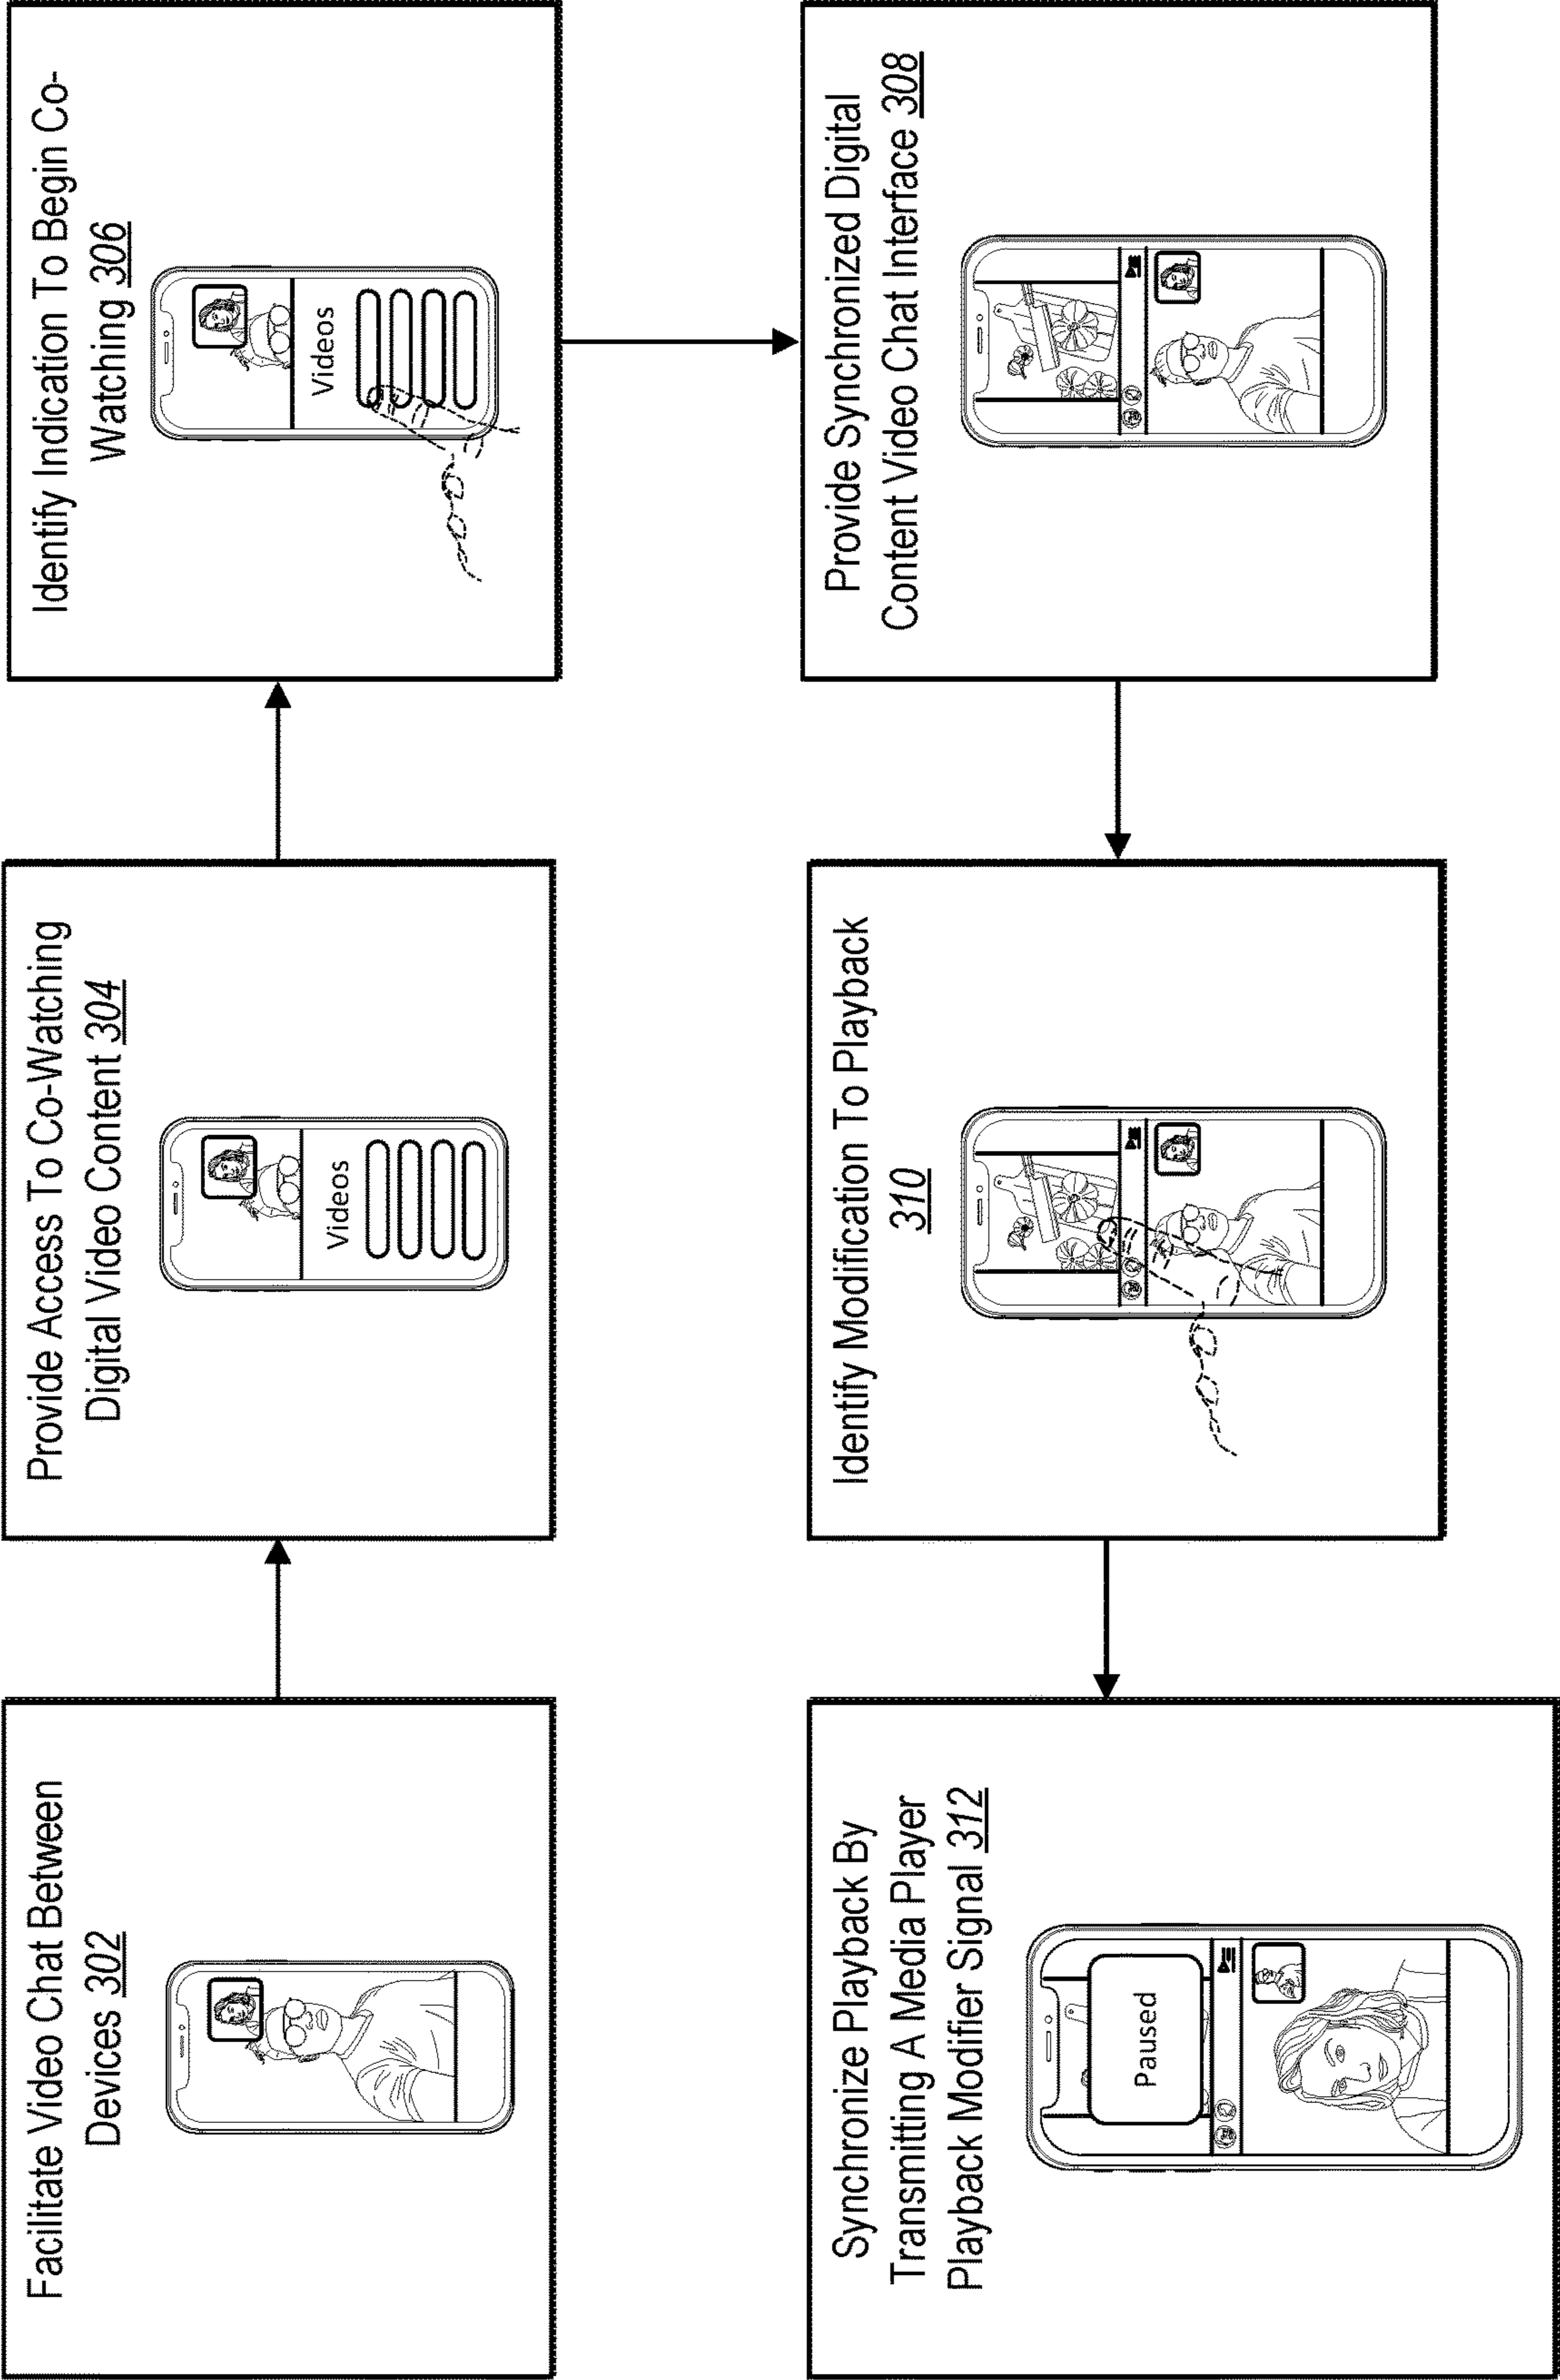 Facilitate Video Chat Between
Devices 302
Provide Access To Co-Watching
Digital Video Content 304
Videos
Identify Indication To Begin Co-
Watching 306
Videos
Provide Synchronized Digital
Content Video Chat Interface 308
Identify Modification To Playback
310
Synchronize Playback By
Transmitting A Media Player
Playback Modifier Signal 312
Paused